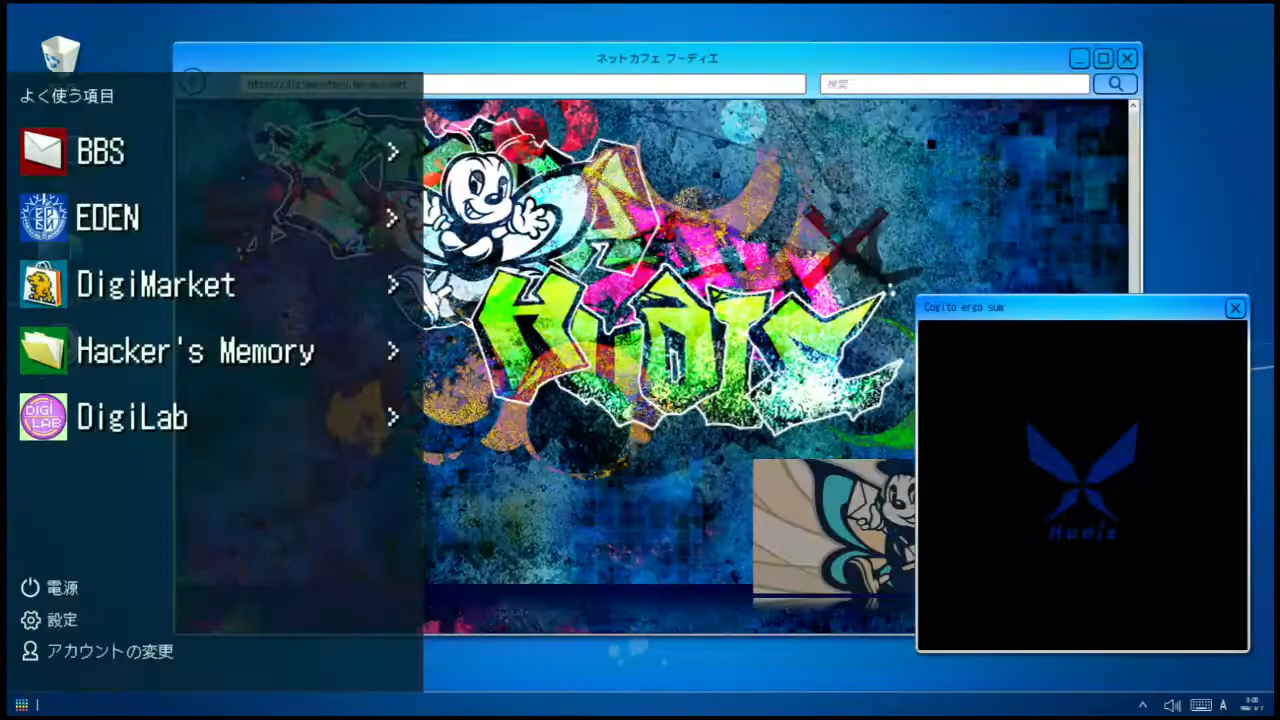 ネットカフェ フーディエ
検索
よく使う項目
BBS
EDEN
DigiMarket
Hacker's Memory
DigiLab
DIGI
LAB
HUDIE
Cogito ergo sum
Hudie
電源
設定
アカウントの変更
A